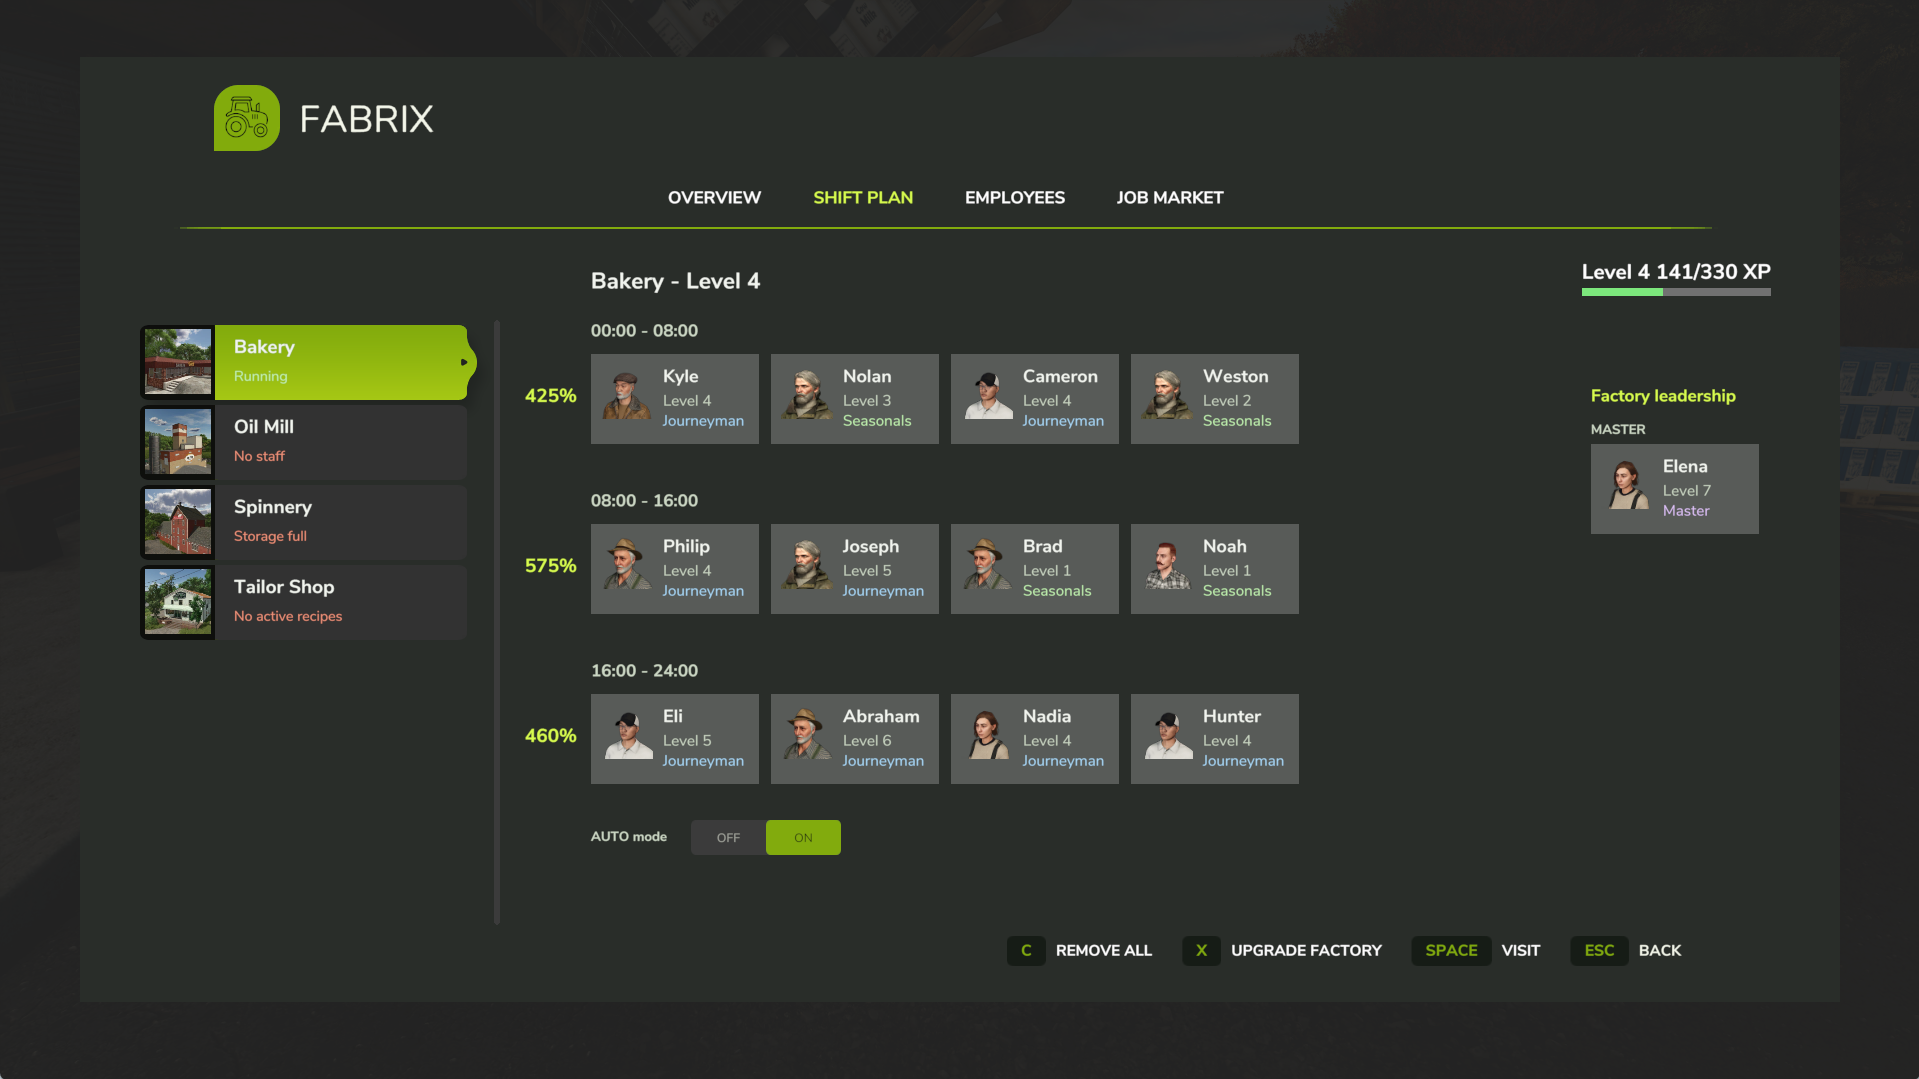 FABRIX
OVERVIEW
SHIFT PLAN
EMPLOYEES
JOB MARKET
Bakery - Level 4
Level 4 141/330 XP
Bakery
Running
Oil Mill
No staff
Spinnery
Storage full
Tailor Shop
No active recipes
00:00 - 08:00
425%
Kyle
Level 4
Journeyman
Nolan
Level 3
Seasonals
Cameron
Level 4
Journeyman
Weston
Level 2
Seasonals
08:00 - 16:00
575%
Philip
Level 4
Journeyman
Joseph
Level 5
Journeyman
Brad
Level 1
Seasonals
Noah
Level 1
Seasonals
16:00 - 24:00
460%
Eli
Level 5
Journeyman
Abraham
Level 6
Journeyman
Nadia
Level 4
Journeyman
Hunter
Level 4
Journeyman
Factory leadership
MASTER
Elena
Level 7
Master
AUTO mode
OFF
ON
C REMOVE ALL
X UPGRADE FACTORY
SPACE VISIT
ESC BACK